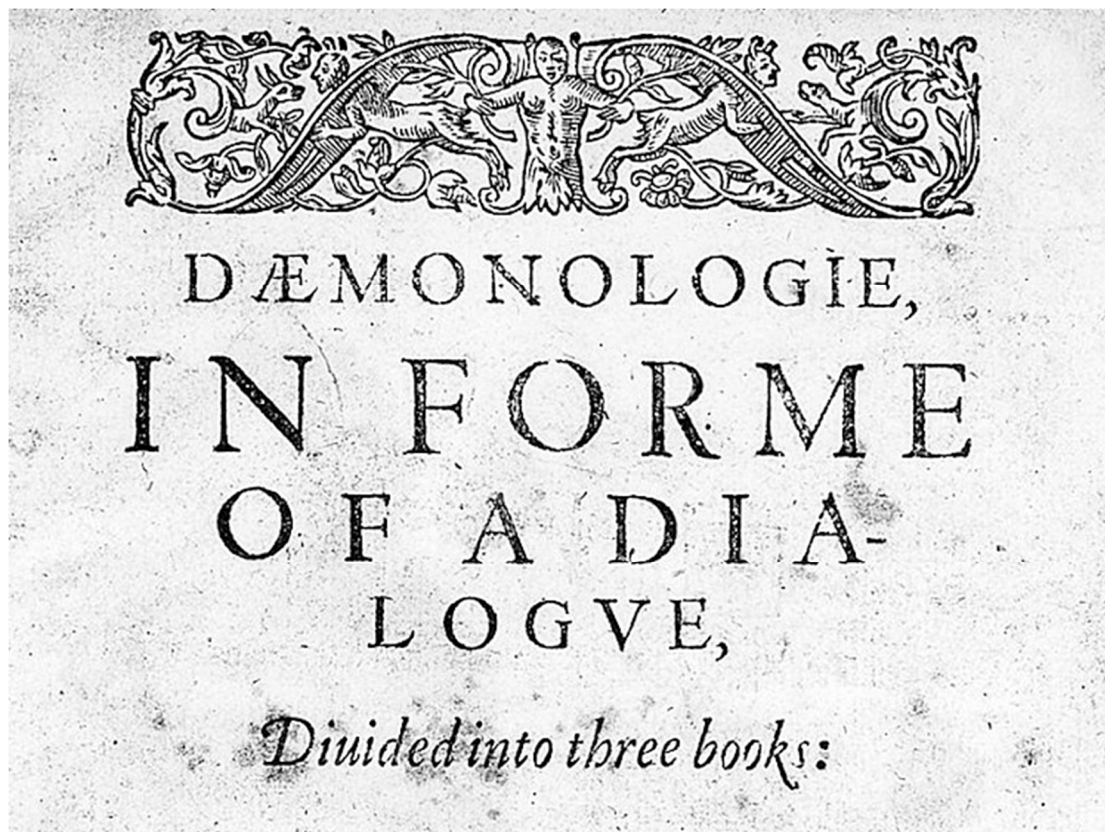 DÆMONOLOGIE,
IN FORME
OF A DIA-
LOGVE,
Diuided into three books: